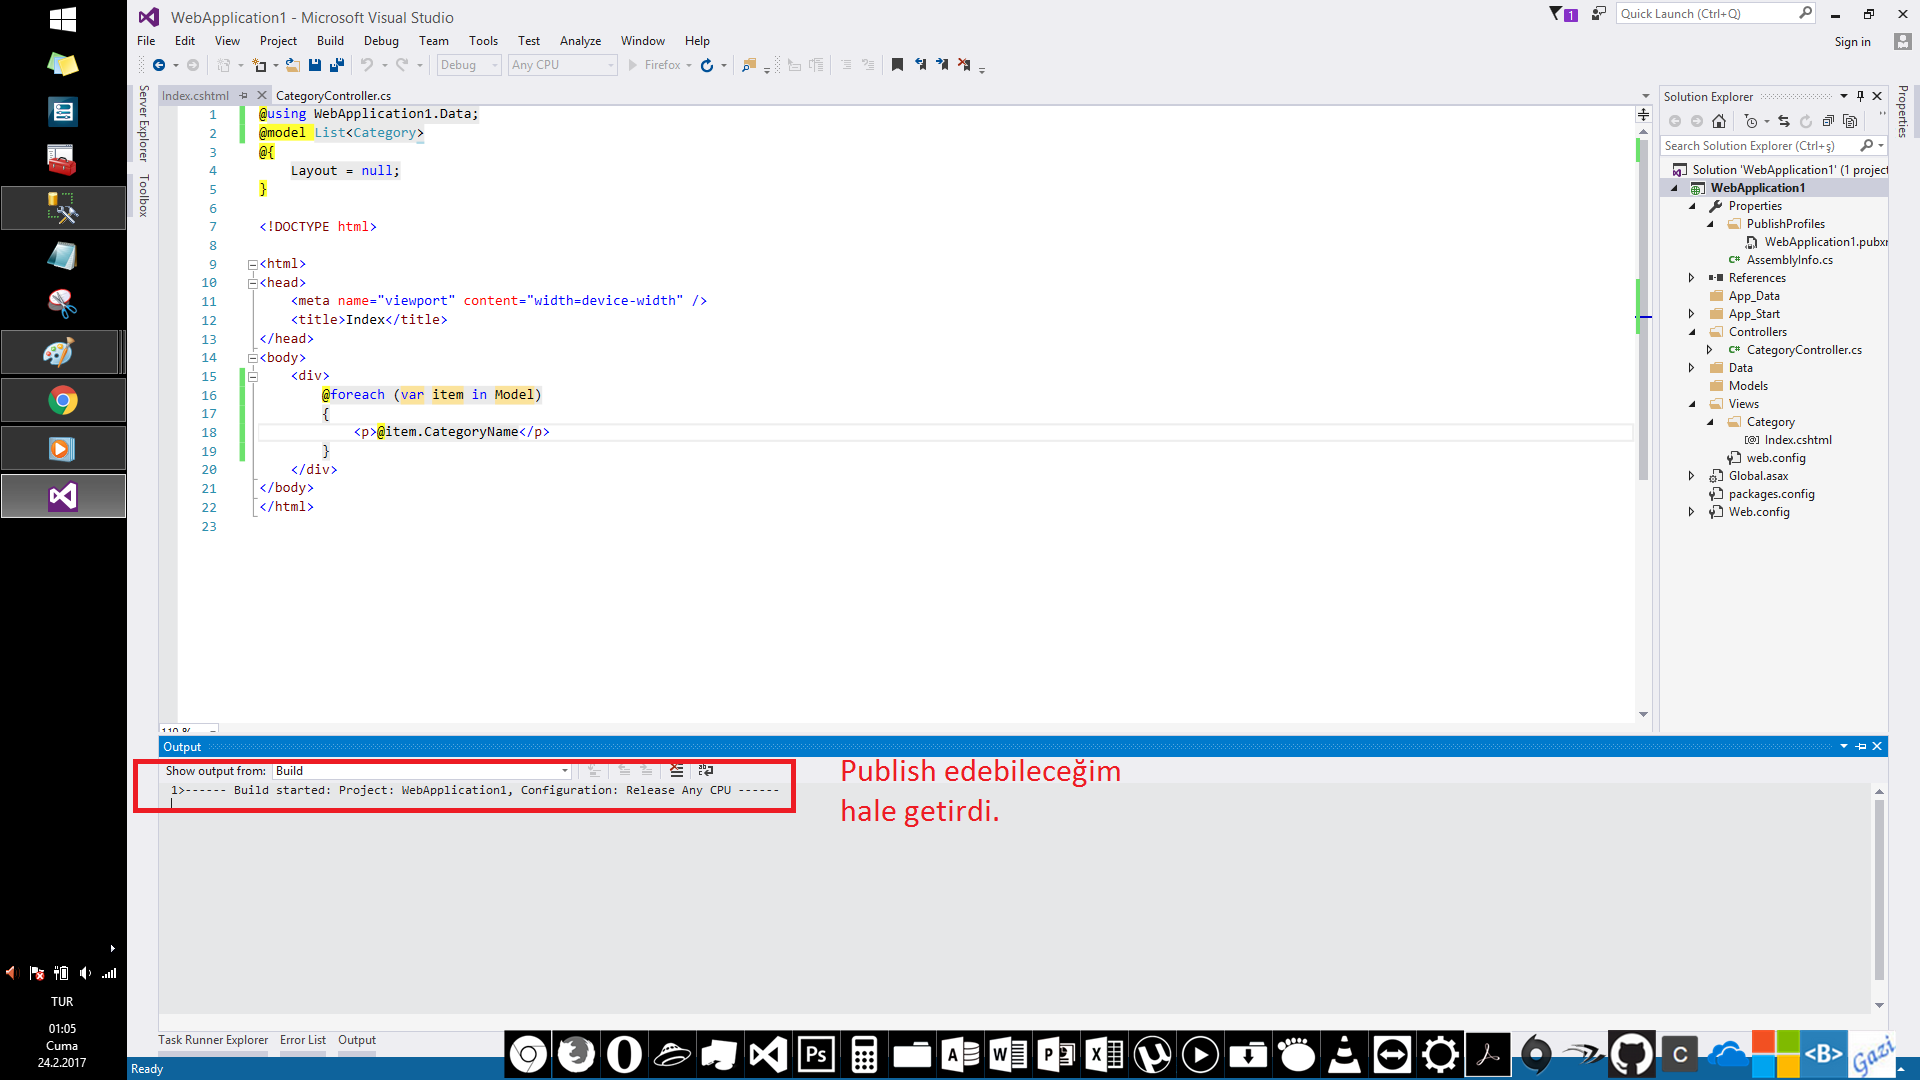 WebApplication1 - Microsoft Visual Studio
1
Quick Launch (Ctrl+Q)
File Edit View Project Build Debug Team Tools Test Analyze Window Help
Sign in
Debug Any CPU Firefox
Server Explorer
Toolbox
Index.cshtml CategoryController.cs
1 @using WebApplication1.Data;
2 @model List<Category>
3 @{
4 Layout = null;
5 }
6
7 <!DOCTYPE html>
8
9 <html>
10 <head>
11 <meta name="viewport" content="width=device-width" />
12 <title>Index</title>
13 </head>
14 <body>
15 <div>
16 @foreach (var item in Model)
17 {
18 <p>@item.CategoryName</p>
19 }
20 </div>
21 </body>
22 </html>
23
110 %
Solution Explorer
Search Solution Explorer (Ctrl+ş)
Solution 'WebApplication1' (1 project
WebApplication1
Properties
PublishProfiles
WebApplication1.pubxr
C# AssemblyInfo.cs
References
App_Data
App_Start
Controllers
C# CategoryController.cs
Data
Models
Views
Category
[@] Index.cshtml
web.config
Global.asax
packages.config
Web.config
Properties
Output
Show output from: Build
1>------ Build started: Project: WebApplication1, Configuration: Release Any CPU ------
Publish edebileceğim
hale getirdi.
Task Runner Explorer Error List Output
Ready
TUR
01:05
Cuma
24.2.2017
Ps A W P X C <B> Gazi